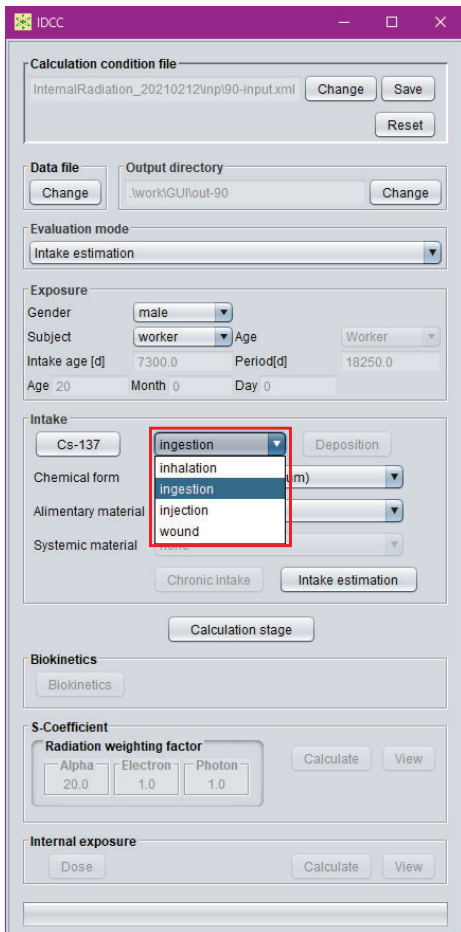 IDCC
Calculation condition file
InternalRadiation_20210212\inp\90-input.xml Change Save
Reset
Data file Output directory
Change .\work\GUI\out-90 Change
Evaluation mode
Intake estimation
Exposure
Gender male
Subject worker Age Worker
Intake age [d] 7300.0 Period[d] 18250.0
Age 20 Month 0 Day 0
Intake
Cs-137 ingestion Deposition
inhalation
Chemical form um)
ingestion
injection
Alimentary material
wound
Systemic material none
Chronic intake Intake estimation
Calculation stage
Biokinetics
Biokinetics
S-Coefficient
Radiation weighting factor
Alpha Electron Photon Calculate View
20.0 1.0 1.0
Internal exposure
Dose Calculate View